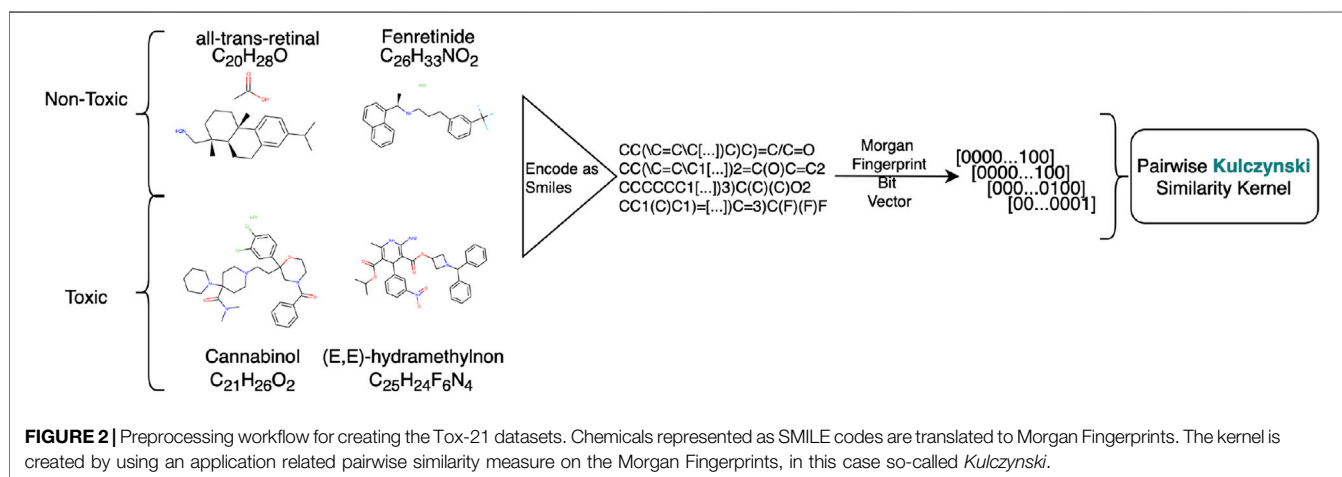 all-trans-retinal
C₂₀H₂₈O
Fenretinide
C₂₆H₃₃NO₂
Non-Toxic
OH
H₂N
HCl
NH
F
F
F
Encode as
Smiles
CC(\C=C\C[...])C)C)=C/C=O
CC(\C=C\C1[...])2=C(O)C=C2
CCCCCC1[...])3)C(C)(C)O2
CC1(C)C1)=[...])C=3)C(F)(F)F
Morgan
Fingerprint
Bit
Vector
[0000...100]
[0000...100]
[000...0100]
[00...0001]
Pairwise Kulczynski
Similarity Kernel
Toxic
Cannabinol
C₂₁H₂₆O₂
(E,E)-hydramethylnon
C₂₅H₂₄F₆N₄
FIGURE 2 | Preprocessing workflow for creating the Tox-21 datasets. Chemicals represented as SMILE codes are translated to Morgan Fingerprints. The kernel is
created by using an application related pairwise similarity measure on the Morgan Fingerprints, in this case so-called Kulczynski.